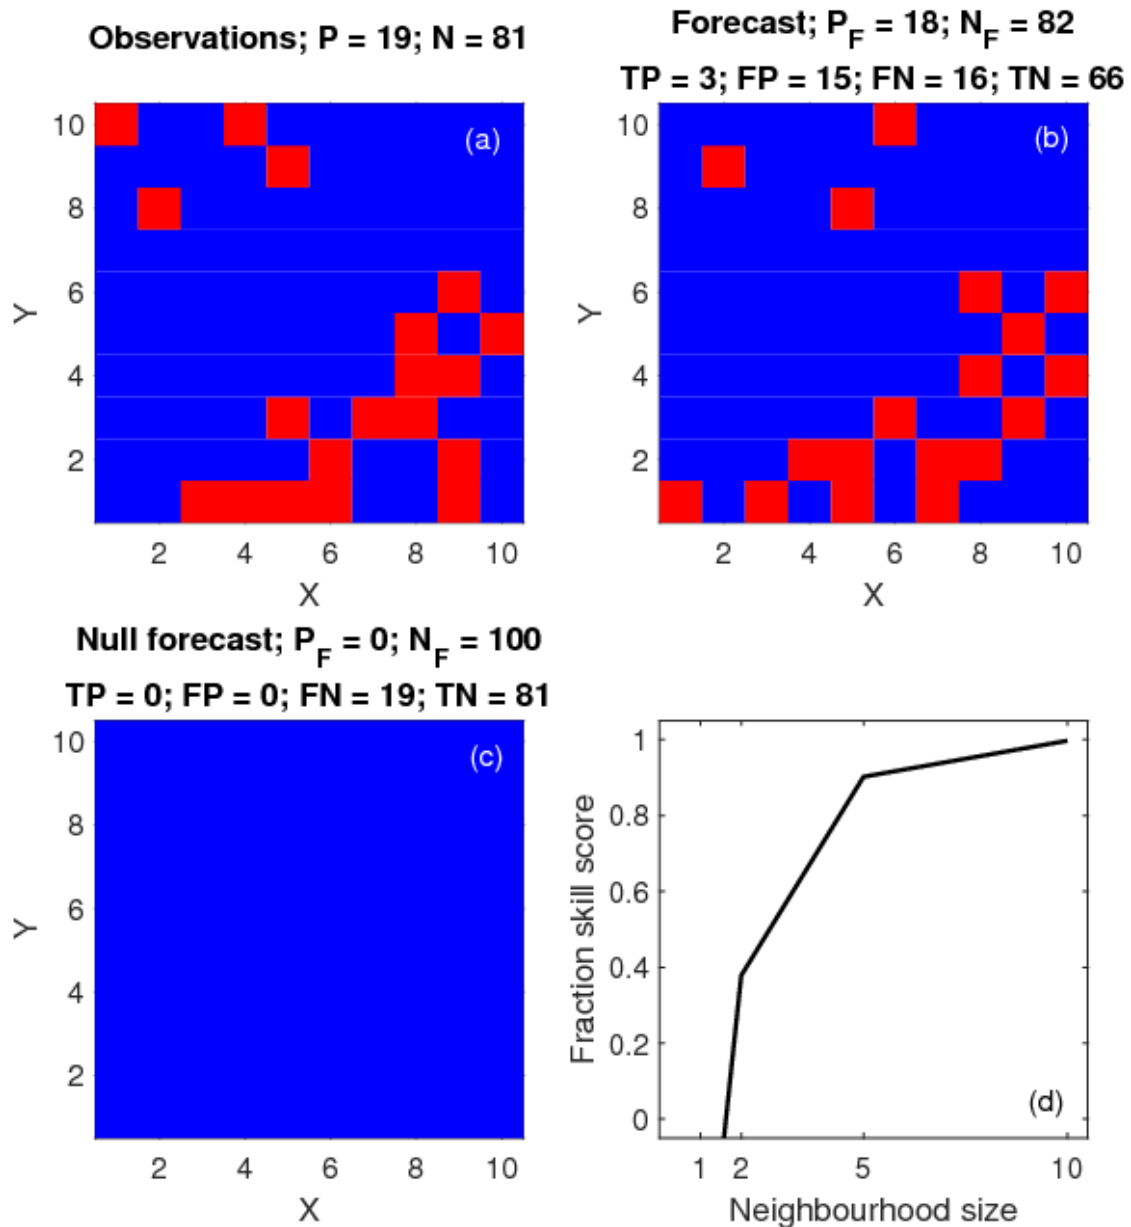 Observations; P = 19; N = 81
(a)
10
8
6
4
2
Y
2 4 6 8 10
X
Forecast; P_F = 18; N_F = 82
TP = 3; FP = 15; FN = 16; TN = 66
(b)
10
8
6
4
2
Y
2 4 6 8 10
X
Null forecast; P_F = 0; N_F = 100
TP = 0; FP = 0; FN = 19; TN = 81
(c)
10
8
6
4
2
Y
2 4 6 8 10
X
1
0.8
0.6
0.4
0.2
0
Fraction skill score
(d)
1 2 5 10
Neighbourhood size